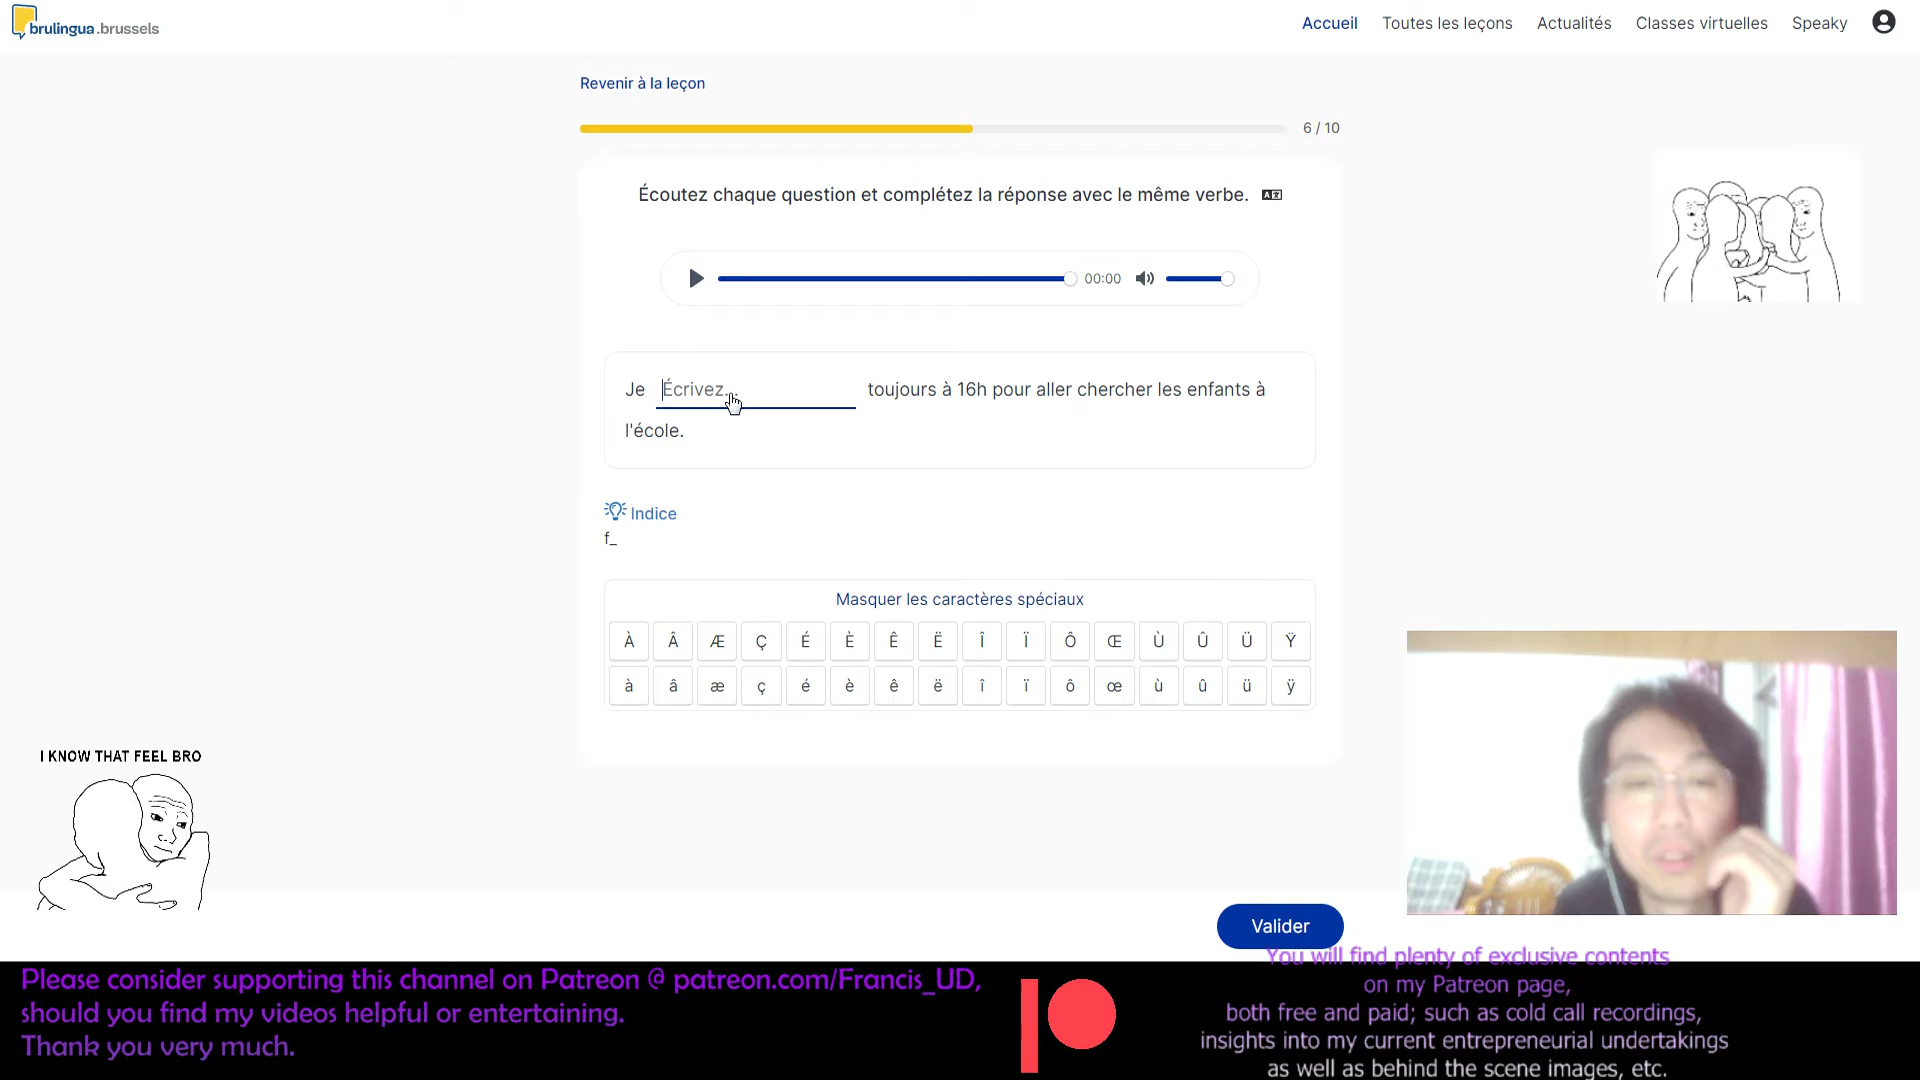 brulingua.brussels
Accueil Toutes les leçons Actualités Classes virtuelles Speaky
Revenir à la leçon
6 / 10
Écoutez chaque question et complétez la réponse avec le même verbe.
00:00
Je Écrivez... toujours à 16h pour aller chercher les enfants à
l'école.
Indice
f_
Masquer les caractères spéciaux
À Â Æ Ç É È Ê Ë Î Ï Ô Œ Ù Û Ü Ÿ
à â æ ç é è ê ë î ï ô œ ù û ü ÿ
I KNOW THAT FEEL BRO
Valider
Please consider supporting this channel on Patreon @ patreon.com/Francis_UD,
should you find my videos helpful or entertaining.
Thank you very much.
You will find plenty of exclusive contents
on my Patreon page,
both free and paid; such as cold call recordings,
insights into my current entrepreneurial undertakings
as well as behind the scene images, etc.